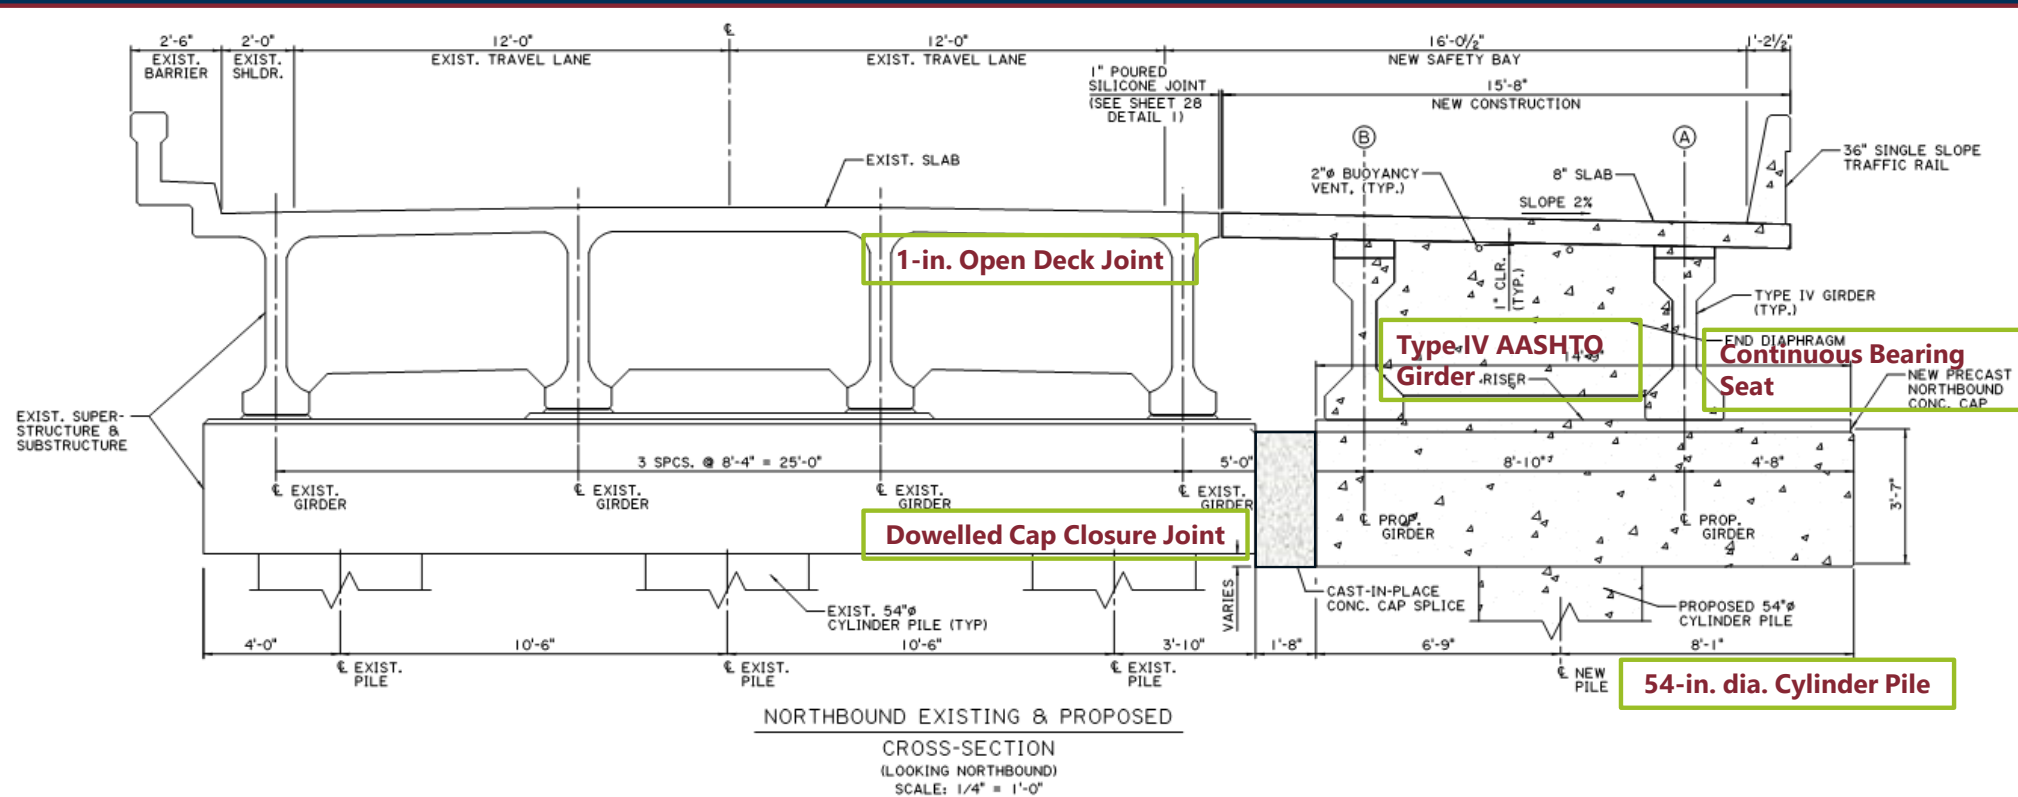 2'-6"
EXIST.
BARRIER
2'-0"
EXIST.
SHLDR.
12'-0"
EXIST. TRAVEL LANE
℄
12'-0"
EXIST. TRAVEL LANE
16'-0½"
NEW SAFETY BAY
1'-2½"
1" POURED
SILICONE JOINT
(SEE SHEET 28
DETAIL 1)
15'-8"
NEW CONSTRUCTION
B
A
EXIST. SLAB
2"ø BUOYANCY
VENT. (TYP.)
8" SLAB
SLOPE 2%
36" SINGLE SLOPE
TRAFFIC RAIL
1-in. Open Deck Joint
1" CLR.
(TYP.)
TYPE IV GIRDER
(TYP.)
END DIAPHRAGM
Type IV AASHTO
Girder
14'-9"
RISER
Continuous Bearing
Seat
NEW PRECAST
NORTHBOUND
CONC. CAP
EXIST. SUPER-
STRUCTURE &
SUBSTRUCTURE
3 SPCS. @ 8'-4" = 25'-0"
5'-0"
8'-10"
4'-8"
3'-7"
℄ EXIST.
GIRDER
℄ EXIST.
GIRDER
℄ EXIST.
GIRDER
℄ EXIST.
GIRDER
℄ PROP.
GIRDER
℄ PROP.
GIRDER
Dowelled Cap Closure Joint
VARIES
CAST-IN-PLACE
CONC. CAP SPLICE
EXIST. 54"ø
CYLINDER PILE (TYP)
PROPOSED 54"ø
CYLINDER PILE
4'-0"
10'-6"
10'-6"
3'-10"
1'-8"
6'-9"
8'-1"
℄ EXIST.
PILE
℄ EXIST.
PILE
℄ EXIST.
PILE
℄ NEW
PILE
54-in. dia. Cylinder Pile
NORTHBOUND EXISTING & PROPOSED
CROSS-SECTION
(LOOKING NORTHBOUND)
SCALE: 1/4" = 1'-0"